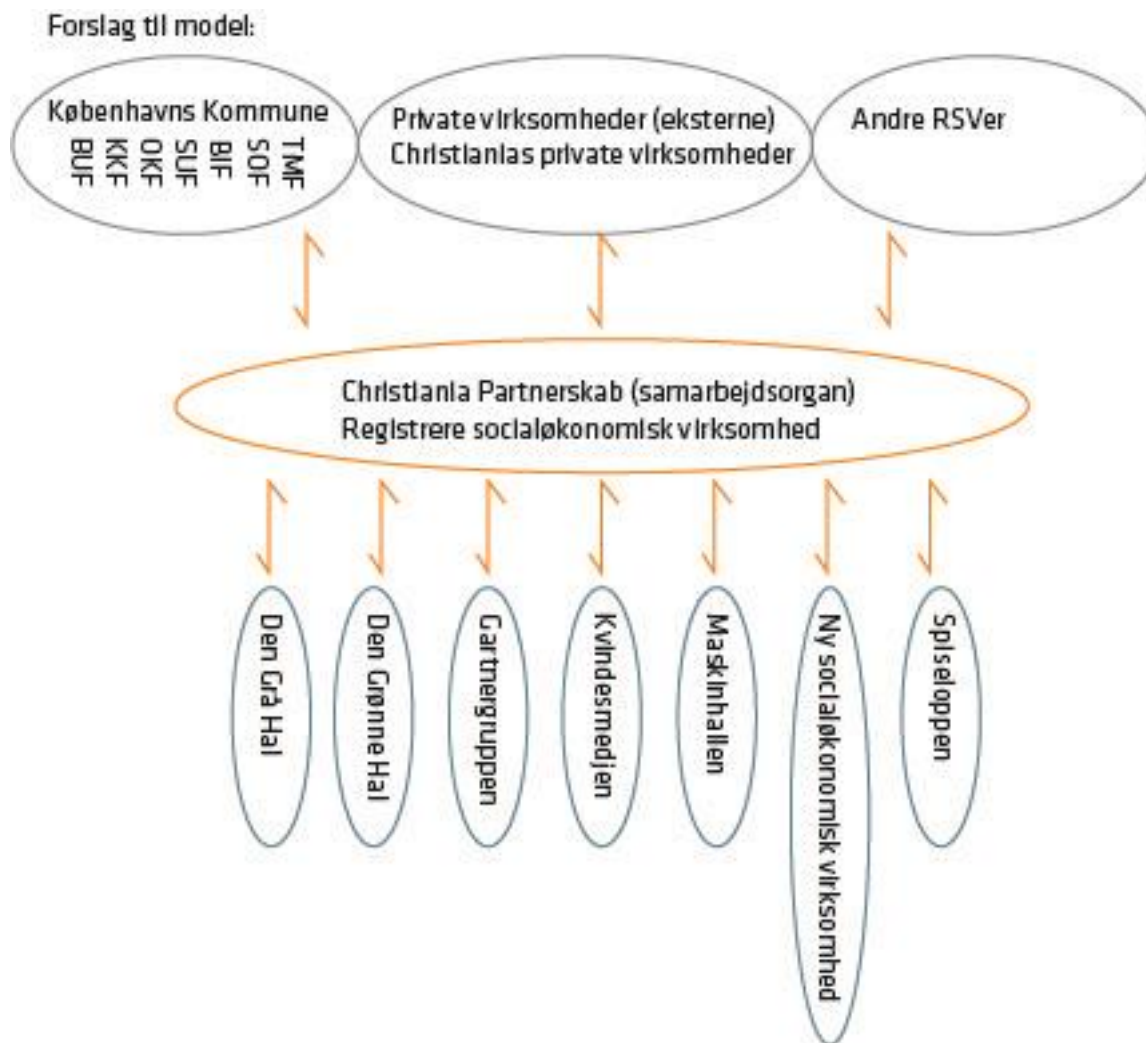 Forslag til model:
Københavns Kommune
BUF
KKF
OKF
SUF
BIF
SOF
TMF
Private virksomheder (eksterne)
Christianias private virksomheder
Andre RSVer
Christiania Partnerskab (samarbejdsorgan)
Registrere socialøkonomisk virksomhed
Den Grå Hal
Den Grønne Hal
Gartnergruppen
Kvindesmedjen
Maskinhallen
Ny socialøkonomisk virksomhed
Spiseloppen